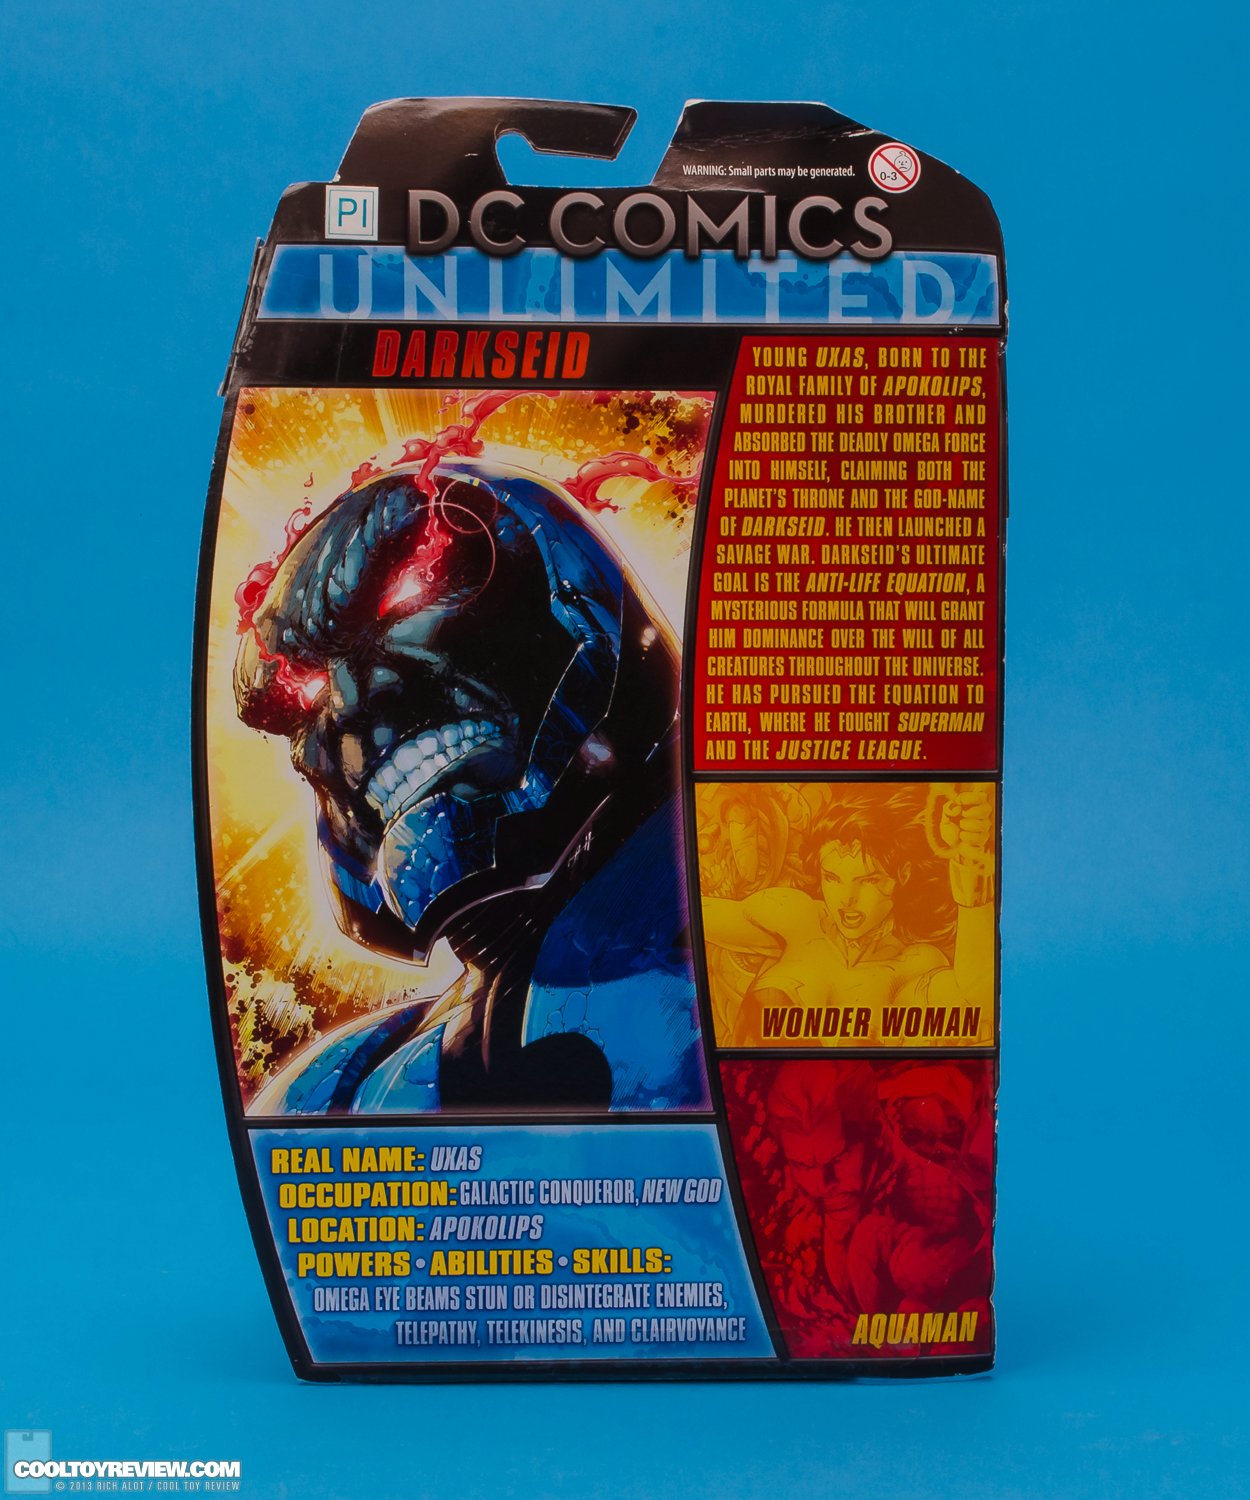 WARNING: Small parts may be generated.
0-3
PI
DC COMICS
UNLIMITED
DARKSEID
YOUNG UXAS, BORN TO THE
ROYAL FAMILY OF APOKOLIPS,
MURDERED HIS BROTHER AND
ABSORBED THE DEADLY OMEGA FORCE
INTO HIMSELF, CLAIMING BOTH THE
PLANET'S THRONE AND THE GOD-NAME
OF DARKSEID. HE THEN LAUNCHED A
SAVAGE WAR. DARKSEID'S ULTIMATE
GOAL IS THE ANTI-LIFE EQUATION, A
MYSTERIOUS FORMULA THAT WILL GRANT
HIM DOMINANCE OVER THE WILL OF ALL
CREATURES THROUGHOUT THE UNIVERSE.
HE HAS PURSUED THE EQUATION TO
EARTH, WHERE HE FOUGHT SUPERMAN
AND THE JUSTICE LEAGUE.
WONDER WOMAN
AQUAMAN
REAL NAME: UXAS
OCCUPATION: GALACTIC CONQUEROR, NEW GOD
LOCATION: APOKOLIPS
POWERS • ABILITIES • SKILLS:
OMEGA EYE BEAMS STUN OR DISINTEGRATE ENEMIES,
TELEPATHY, TELEKINESIS, AND CLAIRVOYANCE
COOLTOYREVIEW.COM
© 2013 RICH ALOT / COOL TOY REVIEW